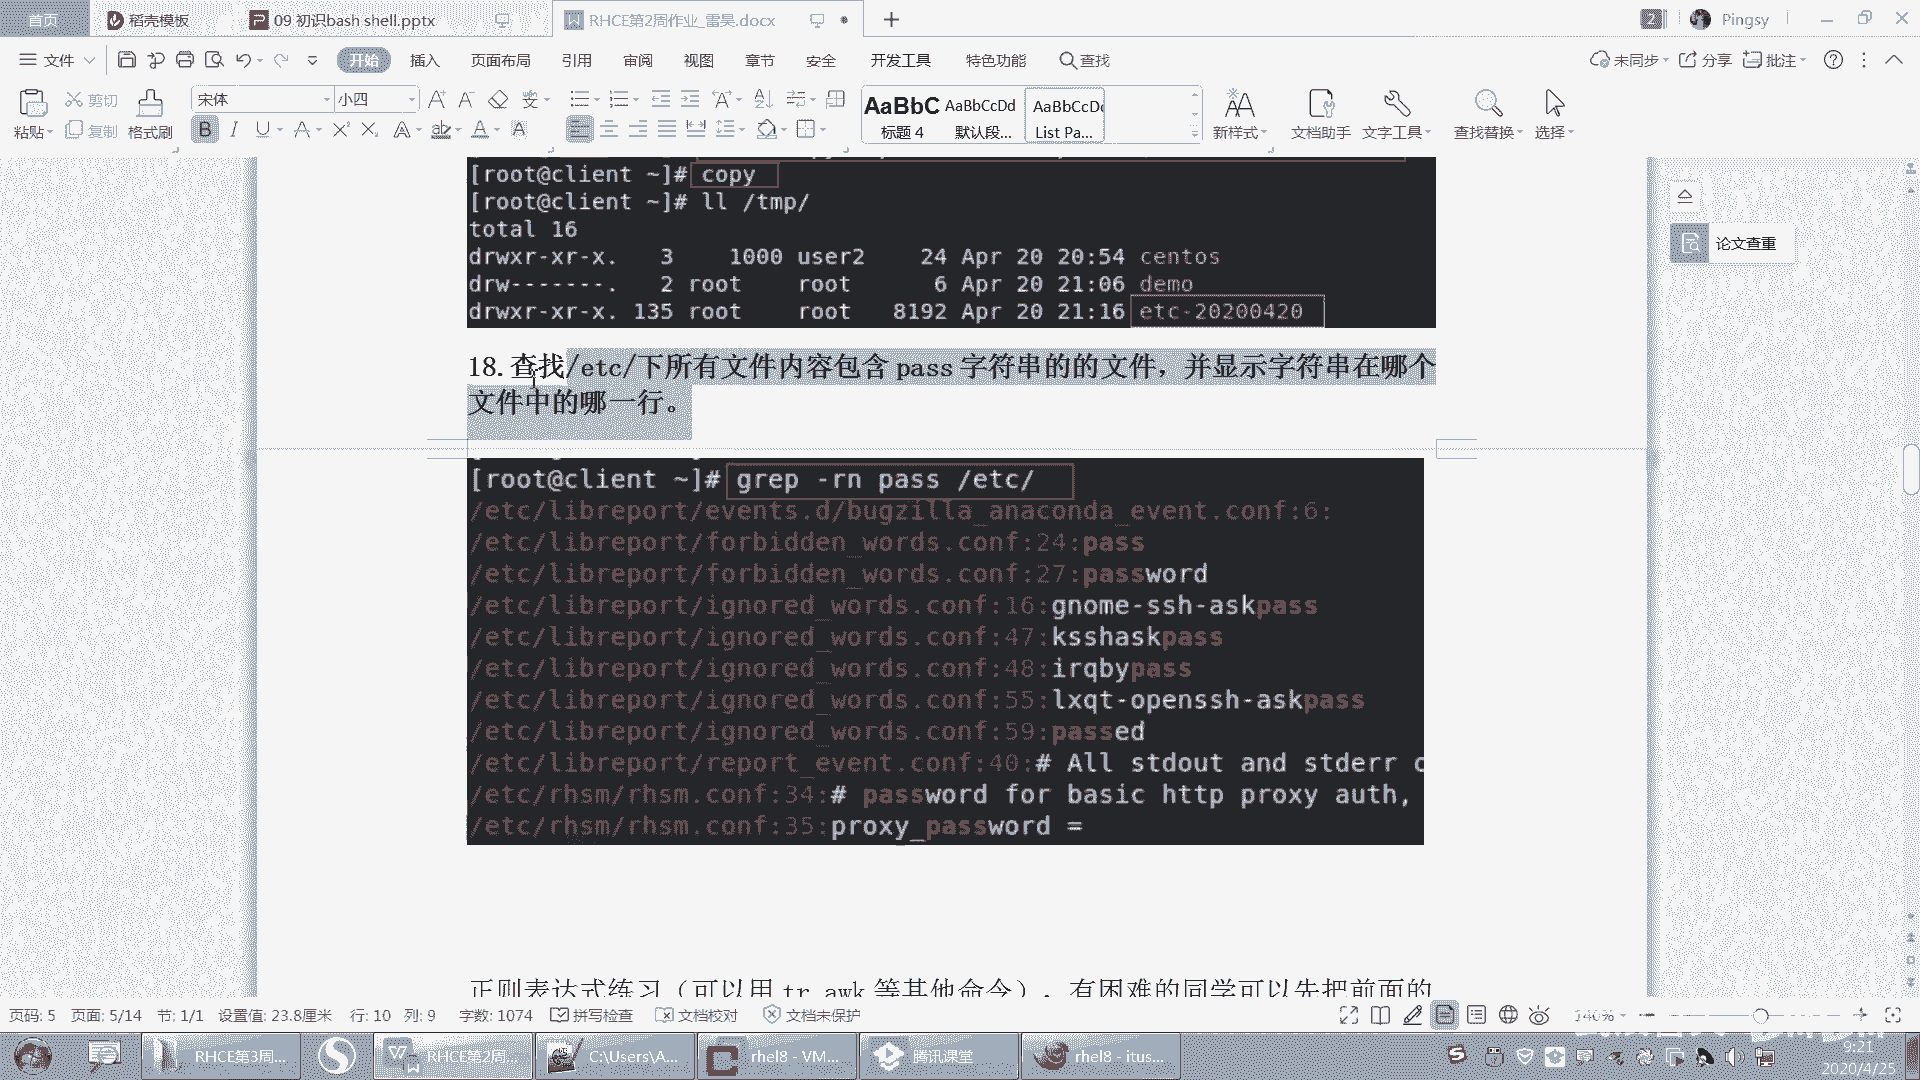 首页 稻壳模板 09 初识bash shell.pptx RHCE第2周作业_雷昊.docx 2 Pingsy
文件 开始 插入 页面布局 引用 审阅 视图 章节 安全 开发工具 特色功能 查找 未同步 分享 批注
粘贴 剪切 复制 格式刷 宋体 小四
AaBbC AaBbCcDd AaBbCcD
标题 4 默认段... List Pa... 新样式 文档助手 文字工具 查找替换 选择
[root@client ~]# copy
[root@client ~]# ll /tmp/
total 16
drwxr-xr-x. 3 1000 user2 24 Apr 20 20:54 centos
drw-------. 2 root root 6 Apr 20 21:06 demo
drwxr-xr-x. 135 root root 8192 Apr 20 21:16 etc-20200420
论文查重
18.查找/etc/下所有文件内容包含 pass 字符串的的文件，并显示字符串在哪个
文件中的哪一行。
[root@client ~]# grep -rn pass /etc/
/etc/libreport/events.d/bugzilla_anaconda_event.conf:6:
/etc/libreport/forbidden_words.conf:24:pass
/etc/libreport/forbidden_words.conf:27:password
/etc/libreport/ignored_words.conf:16:gnome-ssh-askpass
/etc/libreport/ignored_words.conf:47:ksshaskpass
/etc/libreport/ignored_words.conf:48:irqbypass
/etc/libreport/ignored_words.conf:55:lxqt-openssh-askpass
/etc/libreport/ignored_words.conf:59:passed
/etc/libreport/report_event.conf:40:# All stdout and stderr
/etc/rhsm/rhsm.conf:34:# password for basic http proxy auth,
/etc/rhsm/rhsm.conf:35:proxy_password =
正则表达式练习（可以用 tr awk 等其他命令），有困难的同学可以先把前面的
页码: 5 页面: 5/14 节: 1/1 设置值: 23.8厘米 行: 10 列: 9 字数: 1074 拼写检查 文档校对 文档未保护 140%
RHCE第3周... RHCE第2周... C:\Users\A... rhel8 - VM... 腾讯课堂 rhel8 - itus... 9:21
2020/4/25